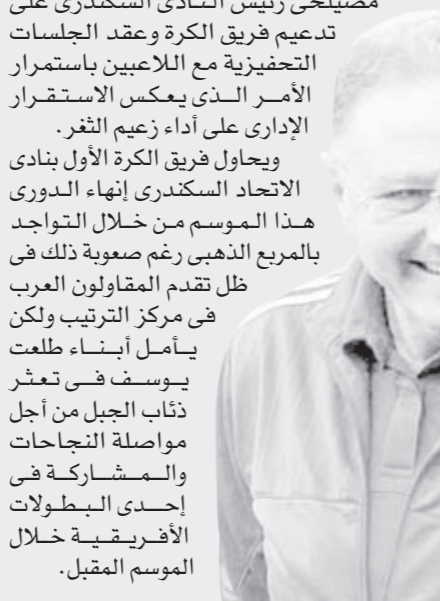 مصيلحى رئيس النادى السكندرى على
تدعيم فريق الكرة وعقد الجلسات
التحفيزية مع اللاعبين باستمرار
الأمر الذى يعكس الاستقرار
الإدارى على أداء زعيم الثغر.
ويحاول فريق الكرة الأول بنادى
الاتحاد السكندرى إنهاء الدورى
هذا الموسم من خلال التواجد
بالمربع الذهبى رغم صعوبة ذلك فى
ظل تقدم المقاولون العرب
فى مركز الترتيب ولكن
يأمل أبناء طلعت
يوسف فى تعثر
ذئاب الجبل من أجل
مواصلة النجاحات
والمشاركة فى
إحدى البطولات
الأفريقية خلال
الموسم المقبل.